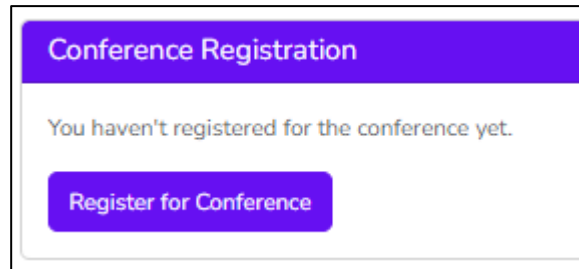 Conference Registration
You haven't registered for the conference yet.
Register for Conference